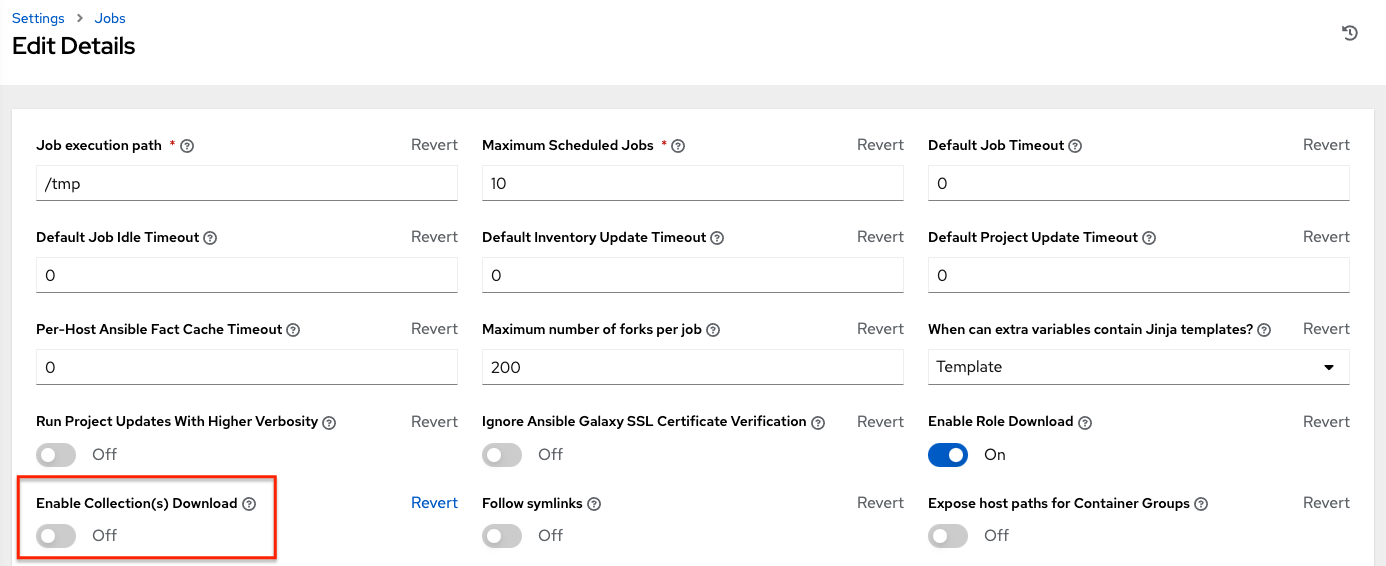 Settings > Jobs
Edit Details
Job execution path * Revert Maximum Scheduled Jobs * Revert Default Job Timeout Revert
/tmp 10 0
Default Job Idle Timeout Revert Default Inventory Update Timeout Revert Default Project Update Timeout Revert
0 0 0
Per-Host Ansible Fact Cache Timeout Revert Maximum number of forks per job Revert When can extra variables contain Jinja templates? Revert
0 200 Template
Run Project Updates With Higher Verbosity Revert Ignore Ansible Galaxy SSL Certificate Verification Revert Enable Role Download Revert
Off Off On
Enable Collection(s) Download Revert Follow symlinks Revert Expose host paths for Container Groups Revert
Off Off Off